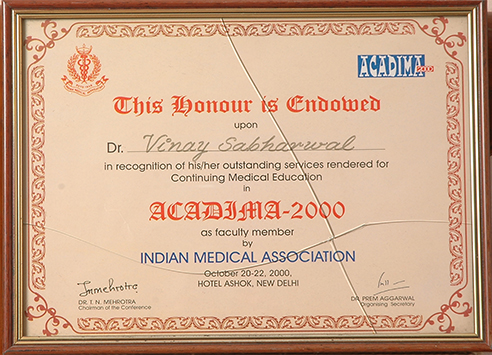 ACADIMA 2000
This Honour is Endowed
upon
Dr. Vinay Sabharwal
in recognition of his/her outstanding services rendered for
Continuing Medical Education
in
ACADIMA-2000
as faculty member
by
INDIAN MEDICAL ASSOCIATION
October 20-22, 2000,
HOTEL ASHOK, NEW DELHI
Jnmehrotra
DR. T. N. MEHROTRA
Chairman of the Conference
DR. PREM AGGARWAL
Organising Secretary